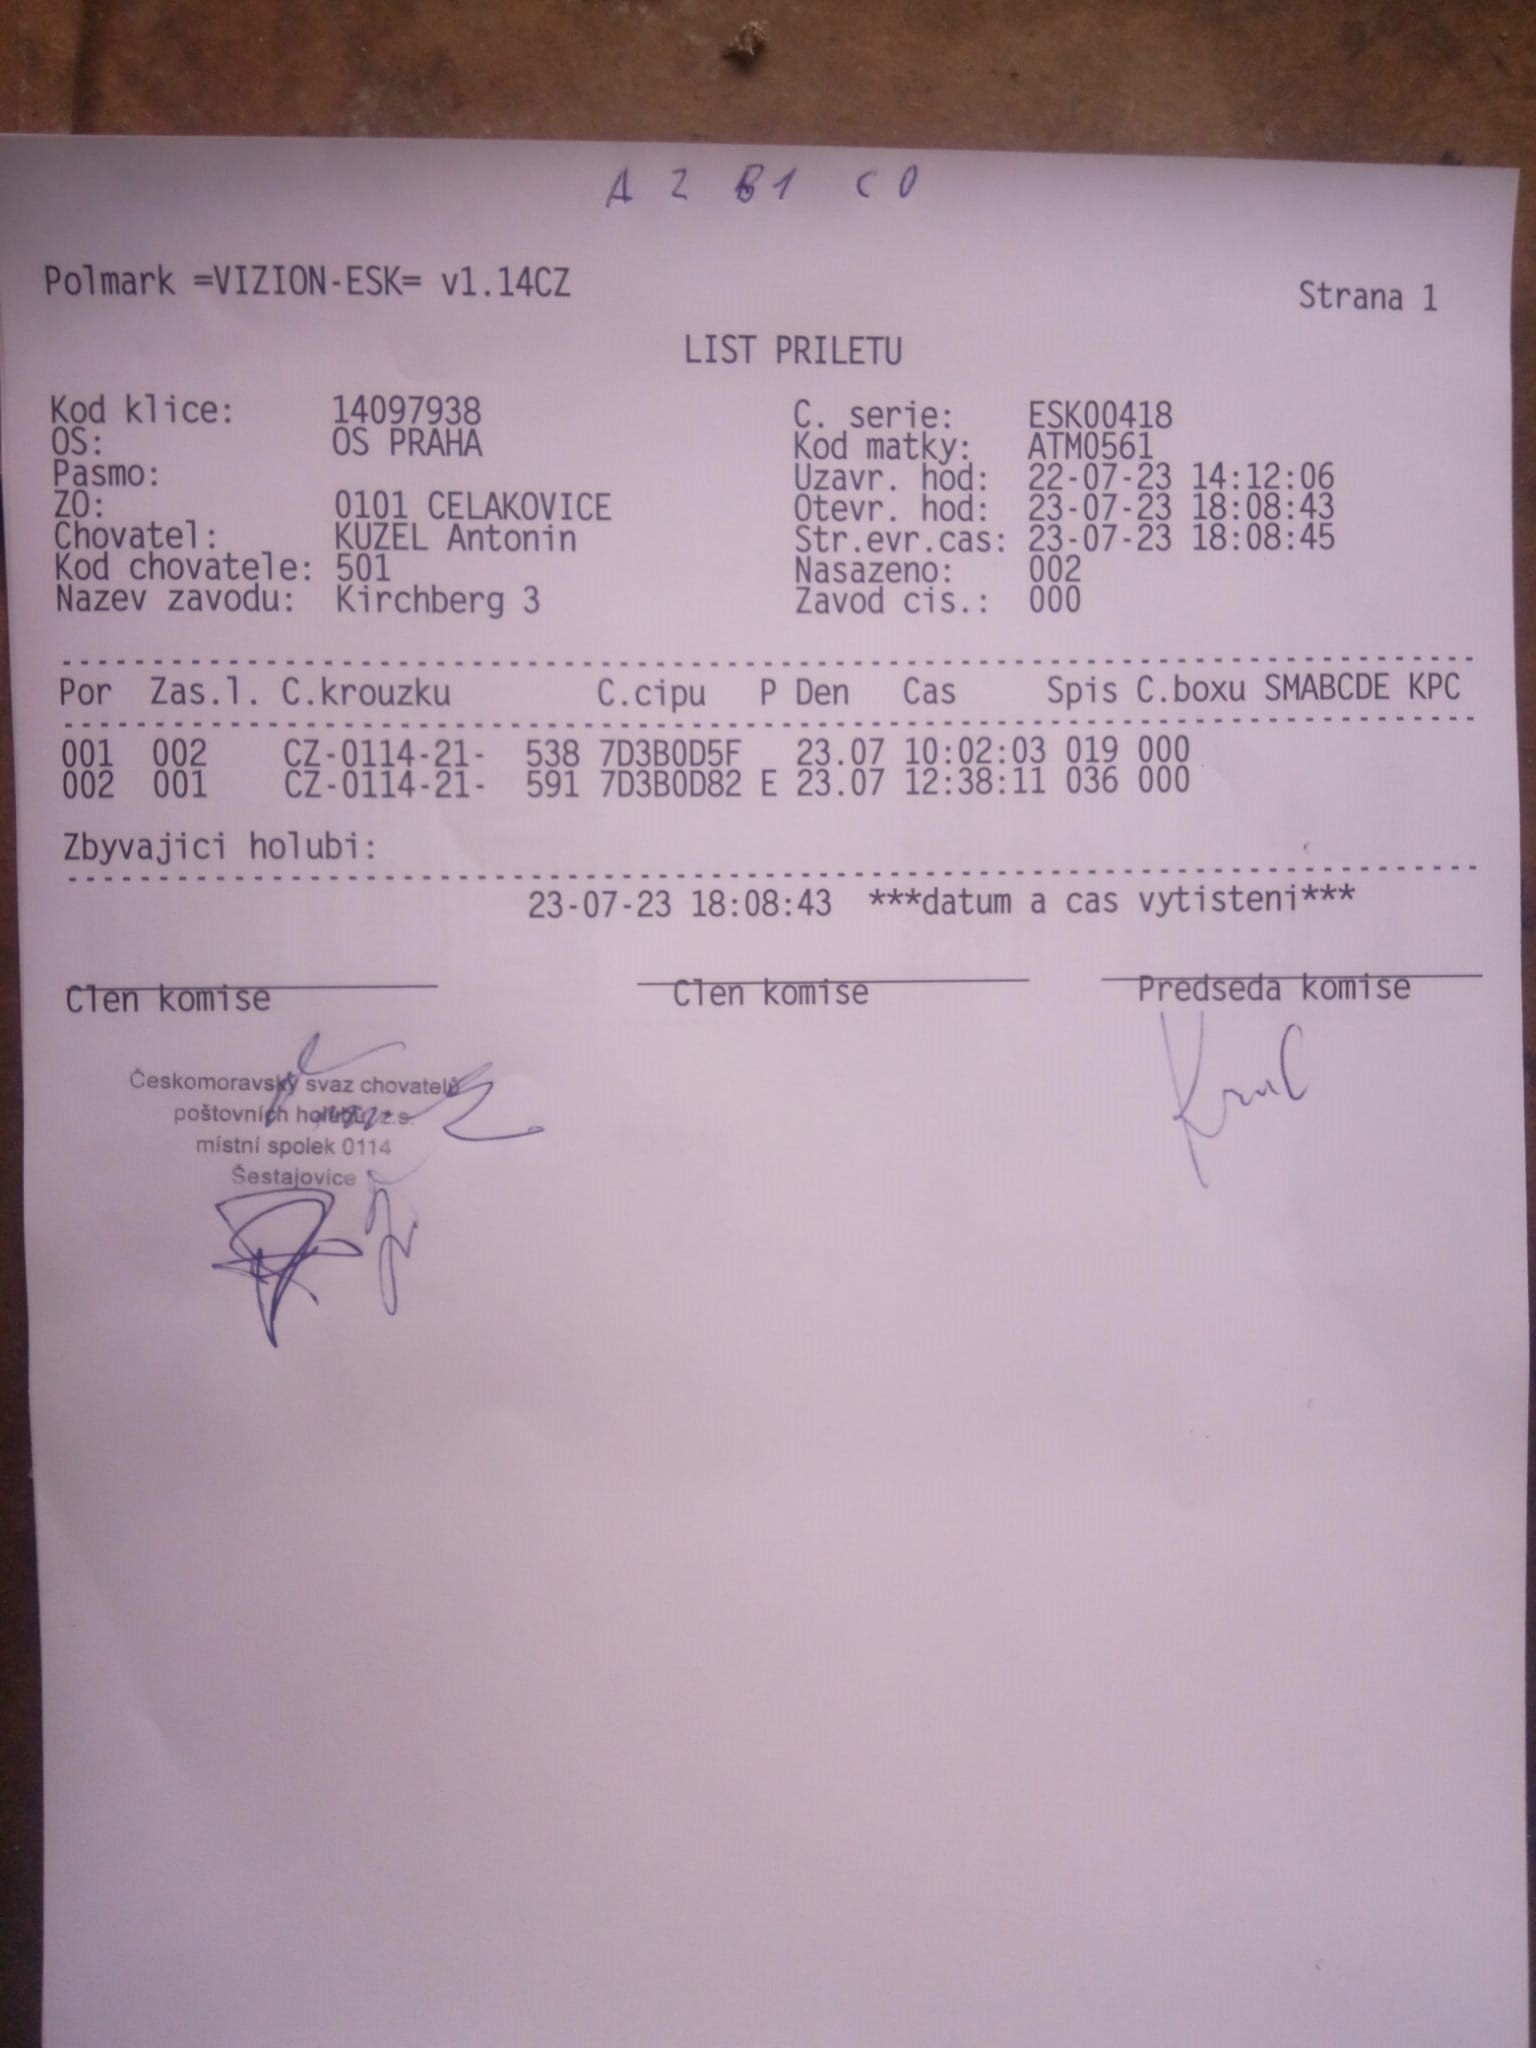 A 2 B1 C0
Polmark =VIZION-ESK= v1.14CZ
Strana 1
LIST PRILETU
Kod klice: 14097938 C. serie: ESK00418
OS: OS PRAHA Kod matky: ATM0561
Pasmo: Uzavr. hod: 22-07-23 14:12:06
ZO: 0101 CELAKOVICE Otevr. hod: 23-07-23 18:08:43
Chovatel: KUZEL Antonin Str.evr.cas: 23-07-23 18:08:45
Kod chovatele: 501 Nasazeno: 002
Nazev zavodu: Kirchberg 3 Zavod cis.: 000
Por Zas.l. C.krouzku C.cipu P Den Cas Spis C.boxu SMABCDE KPC
001 002 CZ-0114-21- 538 7D3B0D5F 23.07 10:02:03 019 000
002 001 CZ-0114-21- 591 7D3B0D82 E 23.07 12:38:11 036 000
Zbyvajici holubi:
23-07-23 18:08:43 ***datum a cas vytisteni***
Clen komise Clen komise Predseda komise
Českomoravský svaz chovatelů
poštovních holubů, z.s.
místní spolek 0114
Šestajovice